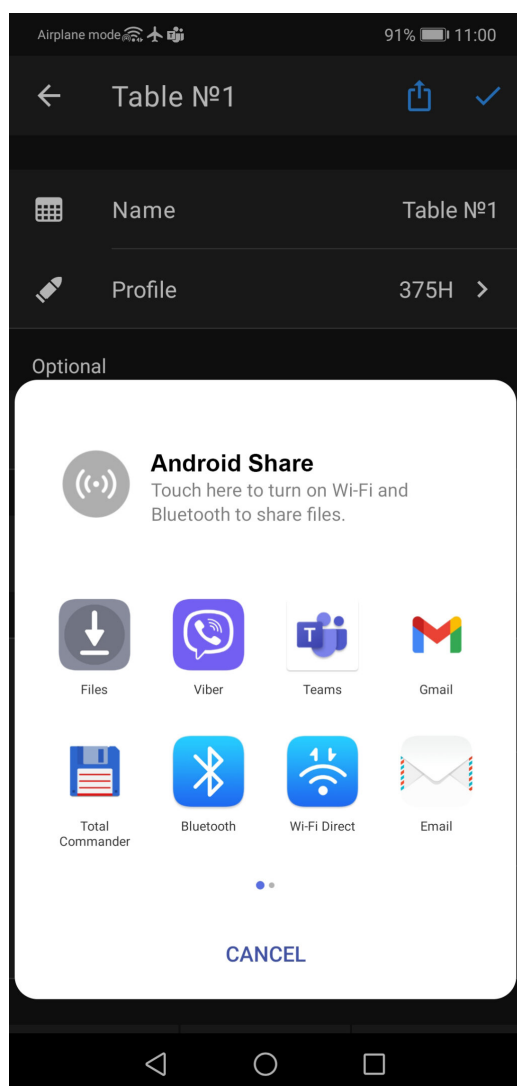 Airplane mode 91% 11:00
Table №1
Name Table №1
Profile 375H
Optional
Android Share
Touch here to turn on Wi-Fi and
Bluetooth to share files.
Files Viber Teams Gmail
Total
Commander Bluetooth Wi-Fi Direct Email
CANCEL